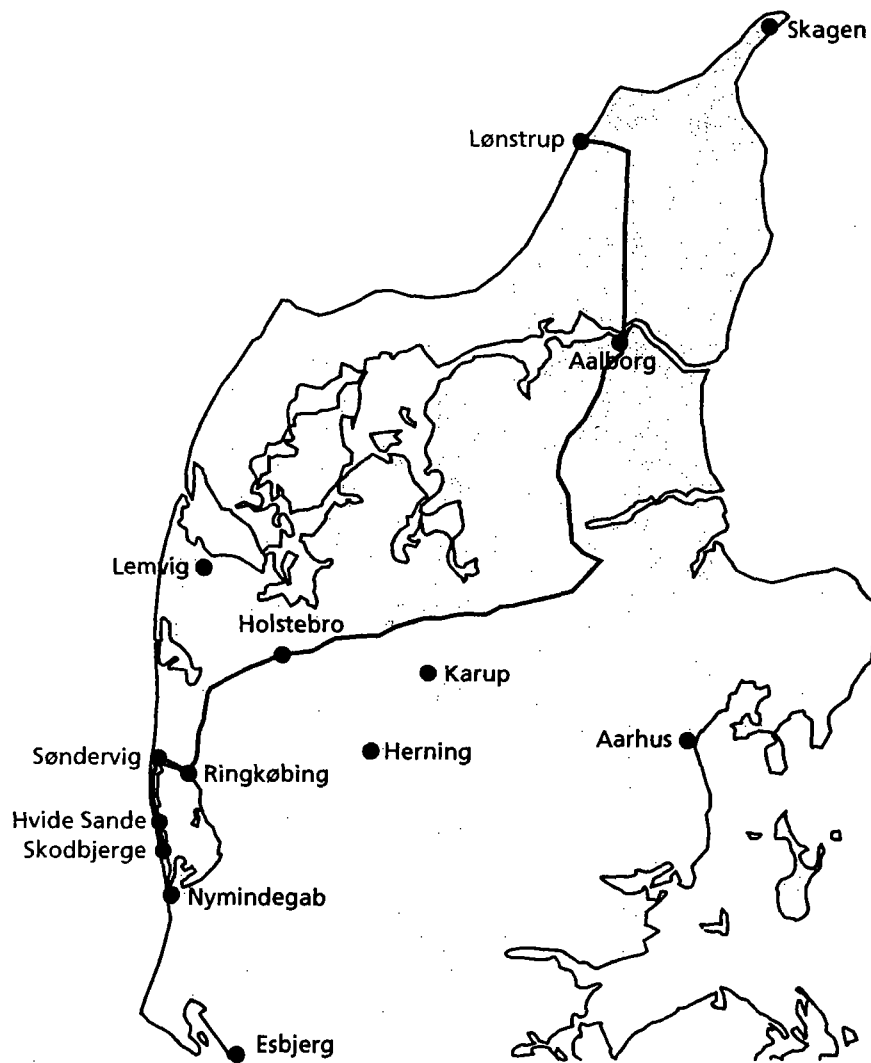 Skagen
Lønstrup
Aalborg
Lemvig
Holstebro
Karup
Søndervig
Ringkøbing
Herning
Aarhus
Hvide Sande
Skodbjerge
Nymindegab
Esbjerg